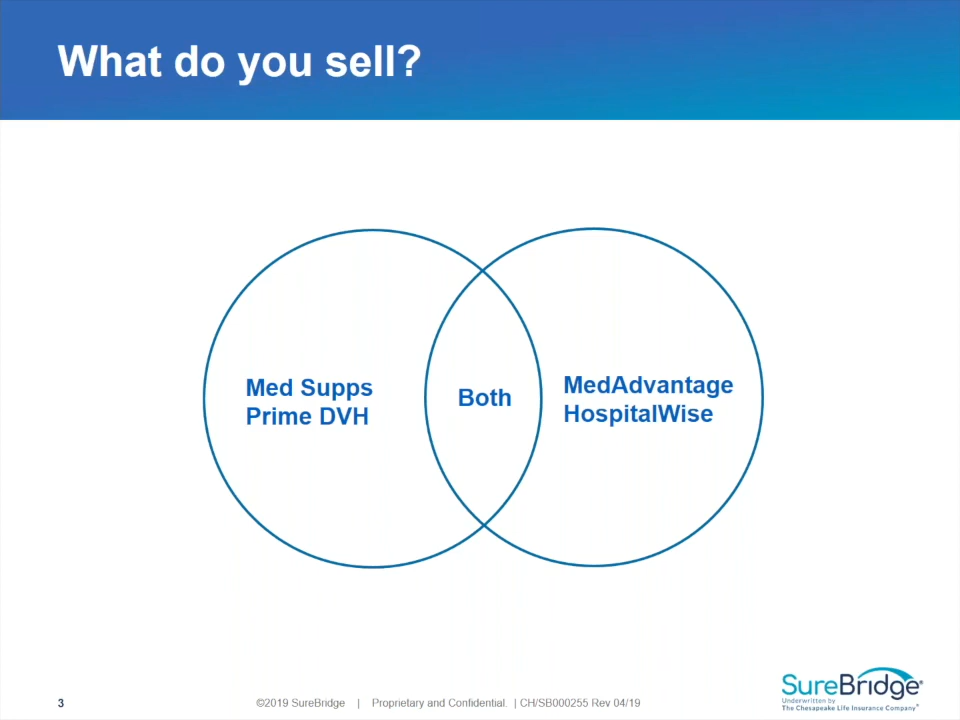 What do you sell?
Med Supps
Prime DVH
Both
MedAdvantage
HospitalWise
3
©2019 SureBridge | Proprietary and Confidential. | CH/SB000255 Rev 04/19
SureBridge®
Underwritten by
The Chesapeake Life Insurance Company℠